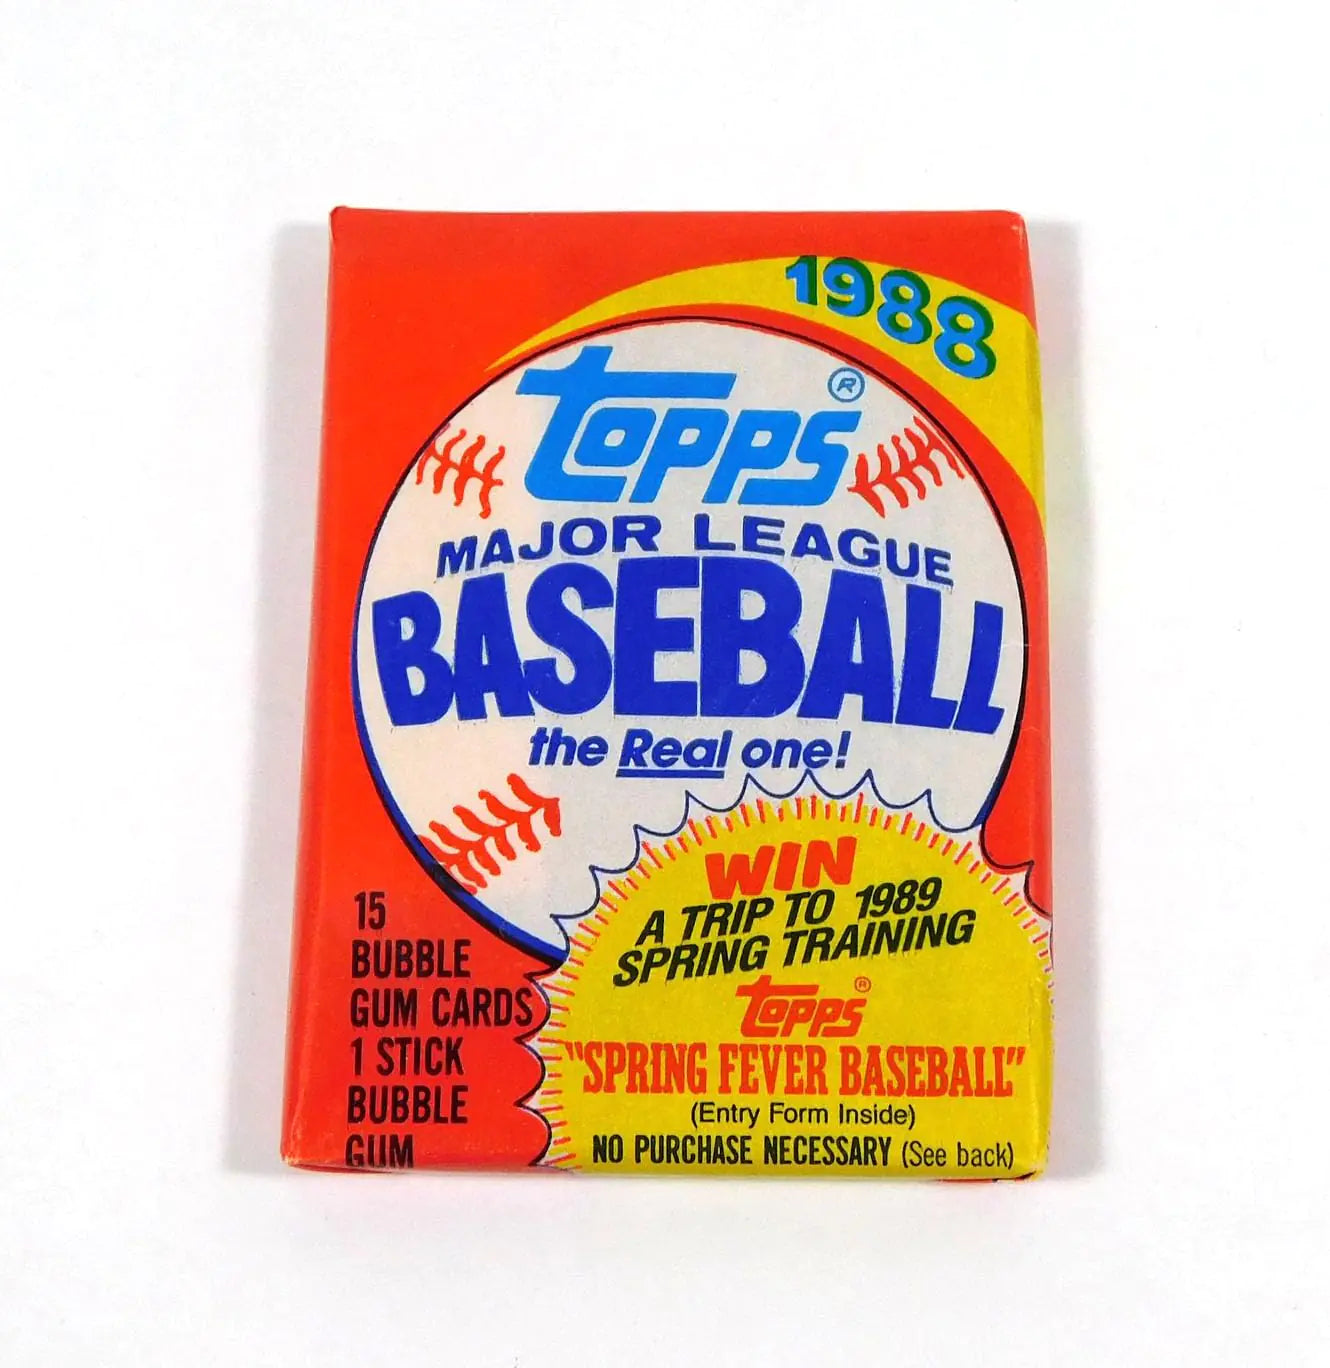 1988
Topps®
MAJOR LEAGUE
BASEBALL
the Real one!
WIN
A TRIP TO 1989
SPRING TRAINING
Topps®
"SPRING FEVER BASEBALL"
(Entry Form Inside)
NO PURCHASE NECESSARY (See back)
15
BUBBLE
GUM CARDS
1 STICK
BUBBLE
GUM